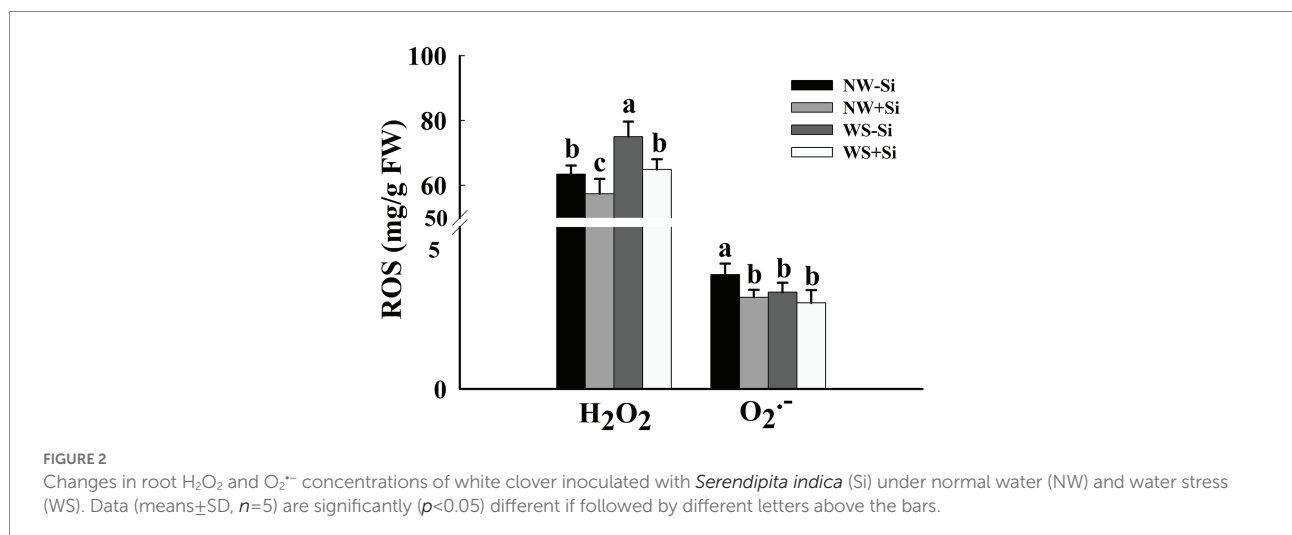 100
80
60
50
5
0
ROS (mg/g FW)
NW-Si
NW+Si
WS-Si
WS+Si
b
c
a
b
a
b
b
b
H₂O₂
O₂·⁻
FIGURE 2
Changes in root H₂O₂ and O₂•⁻ concentrations of white clover inoculated with Serendipita indica (Si) under normal water (NW) and water stress
(WS). Data (means±SD, n=5) are significantly (p<0.05) different if followed by different letters above the bars.